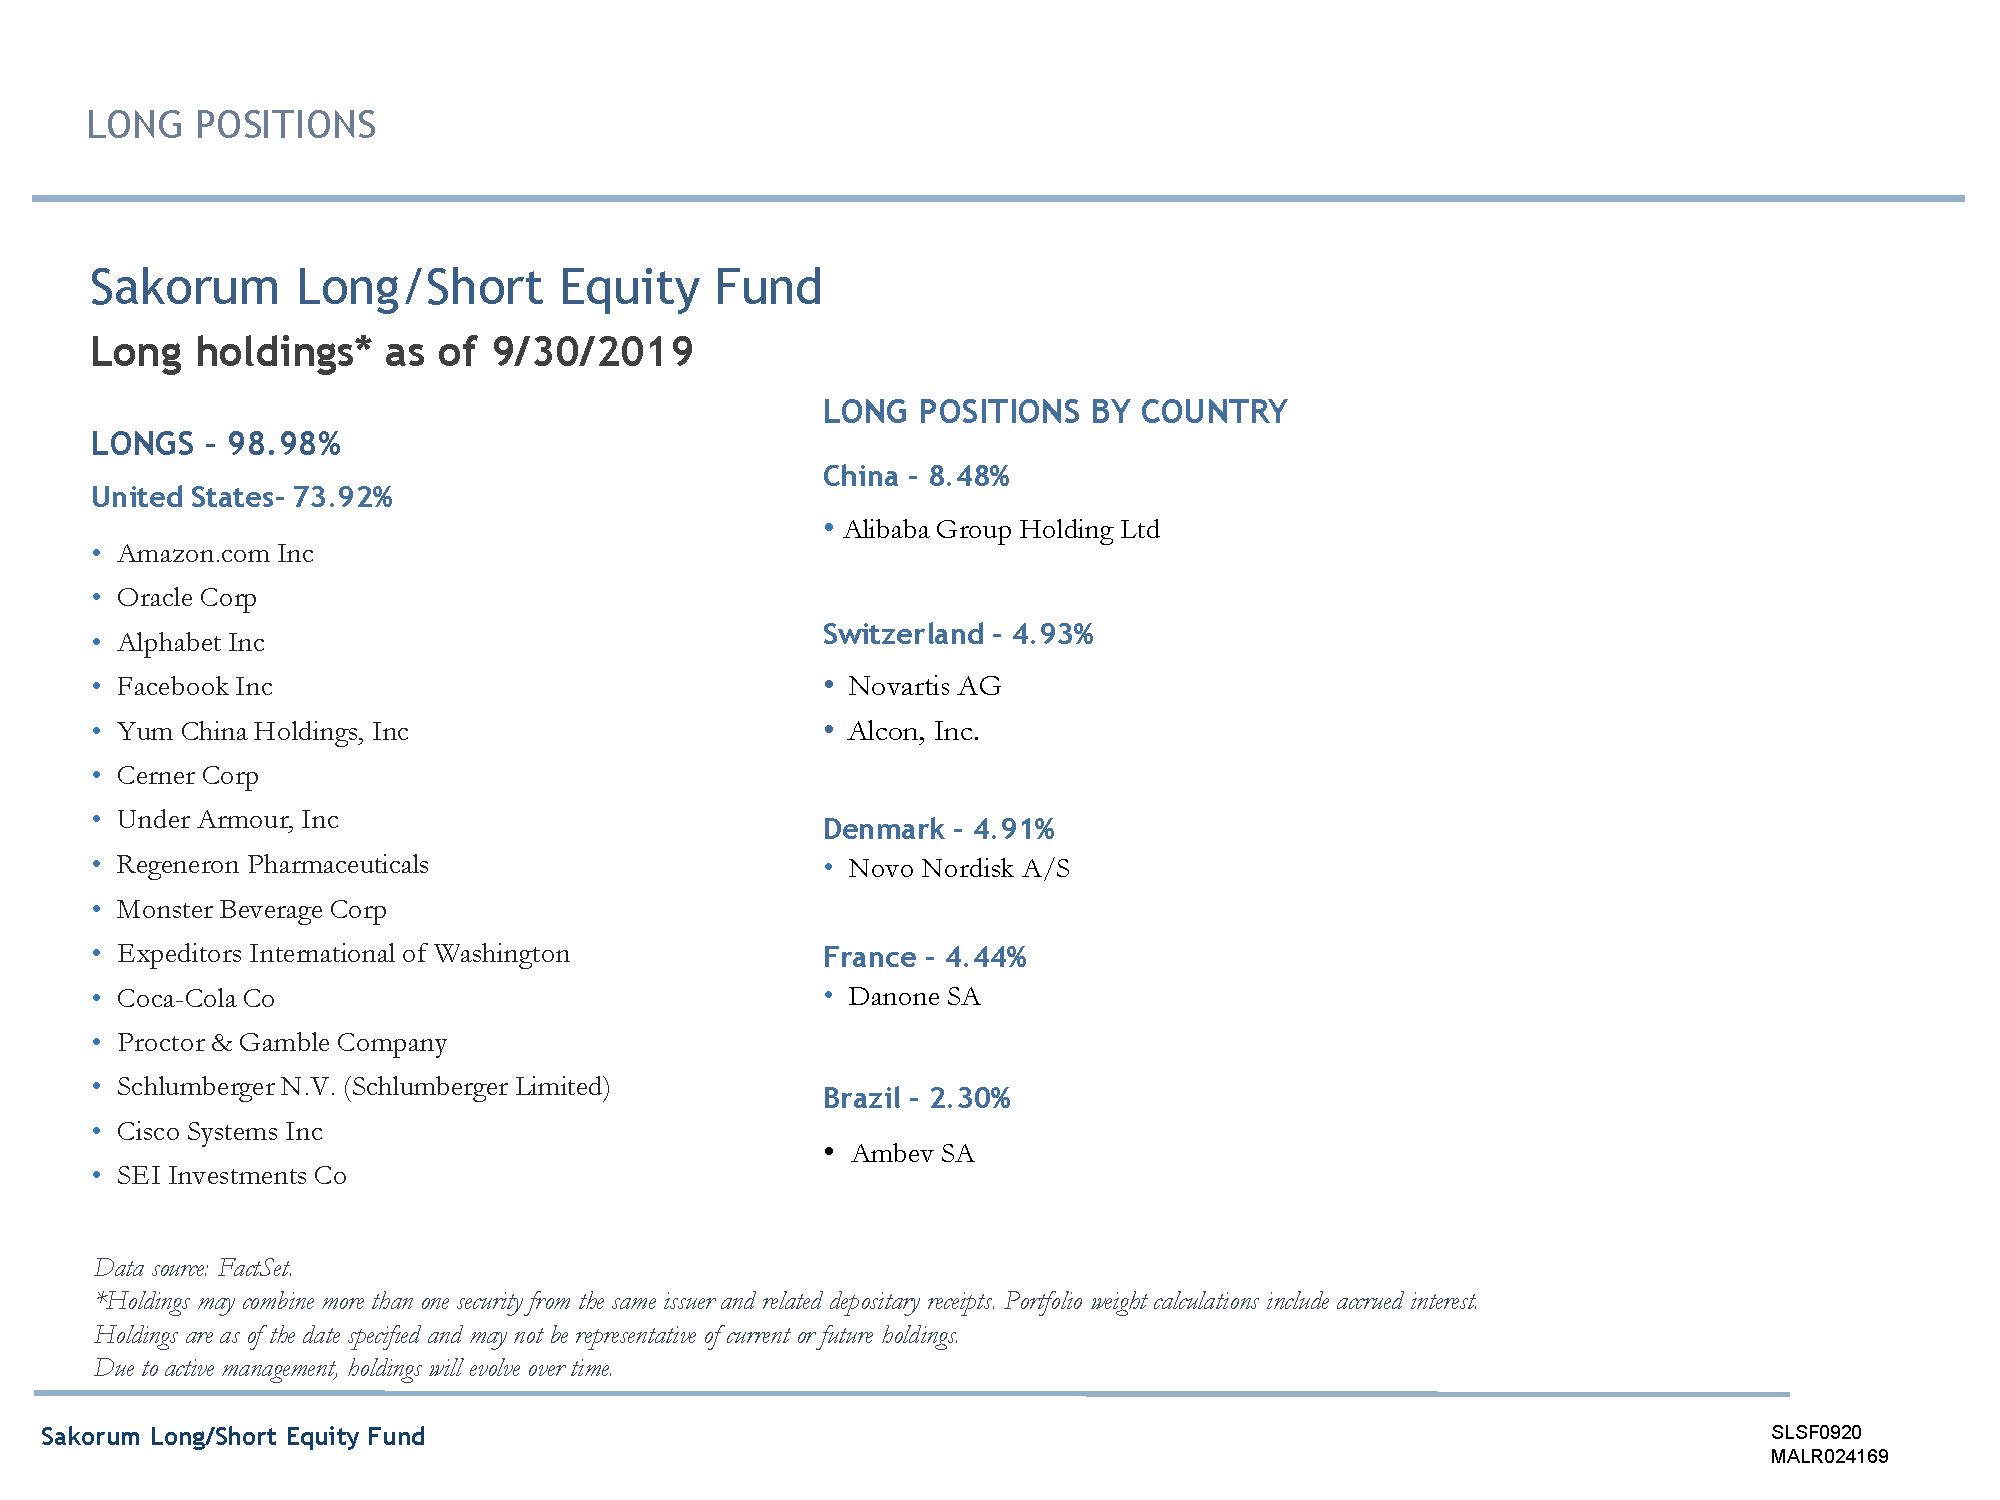 LONG POSITIONS
Sakorum Long/Short Equity Fund
Long holdings* as of 9/30/2019
LONGS – 98.98%
United States– 73.92%
• Amazon.com Inc
• Oracle Corp
• Alphabet Inc
• Facebook Inc
• Yum China Holdings, Inc
• Cerner Corp
• Under Armour, Inc
• Regeneron Pharmaceuticals
• Monster Beverage Corp
• Expeditors International of Washington
• Coca-Cola Co
• Proctor & Gamble Company
• Schlumberger N.V. (Schlumberger Limited)
• Cisco Systems Inc
• SEI Investments Co
LONG POSITIONS BY COUNTRY
China – 8.48%
• Alibaba Group Holding Ltd
Switzerland – 4.93%
• Novartis AG
• Alcon, Inc.
Denmark – 4.91%
• Novo Nordisk A/S
France – 4.44%
• Danone SA
Brazil – 2.30%
• Ambev SA
Data source: FactSet.
*Holdings may combine more than one security from the same issuer and related depositary receipts. Portfolio weight calculations include accrued interest.
Holdings are as of the date specified and may not be representative of current or future holdings.
Due to active management, holdings will evolve over time.
Sakorum Long/Short Equity Fund
SLSF0920
MALR024169